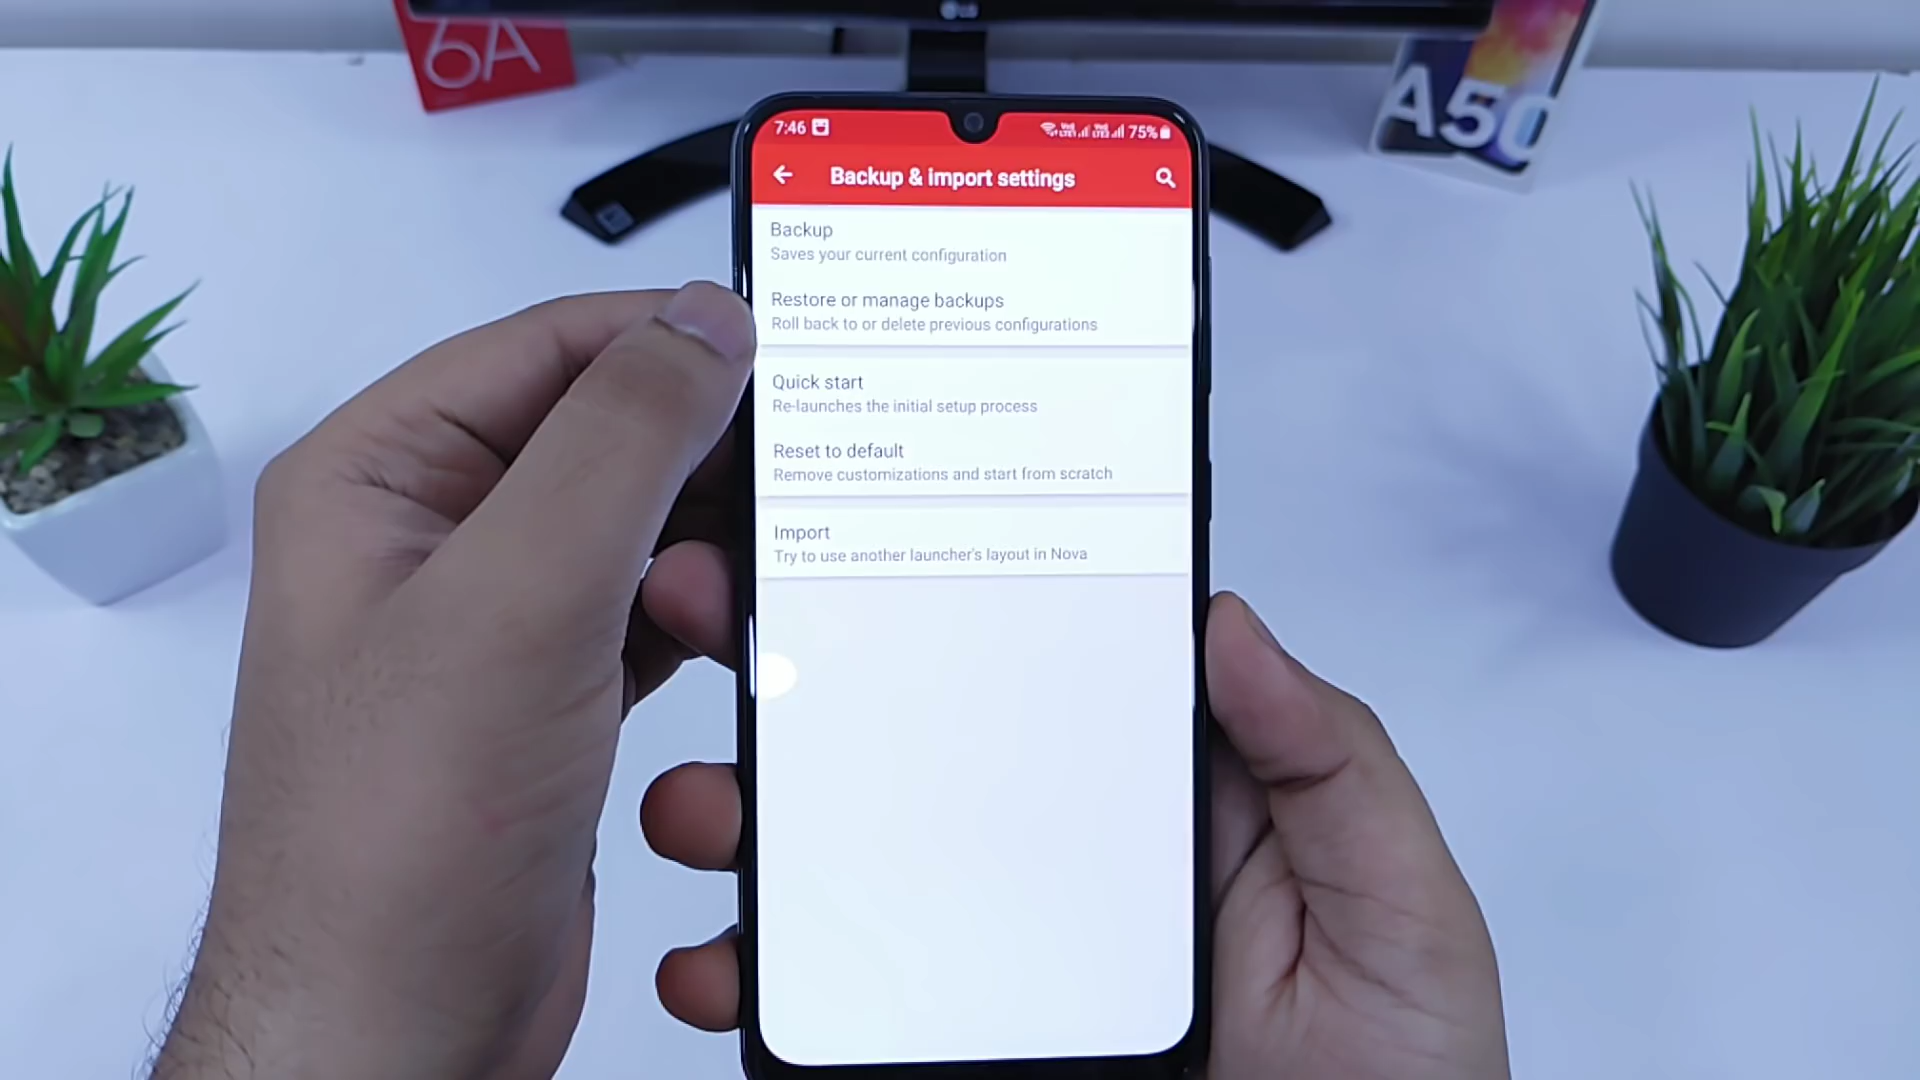 LG
6A
A50
7:46
75%
Backup & import settings
Backup
Saves your current configuration
Restore or manage backups
Roll back to or delete previous configurations
Quick start
Re-launches the initial setup process
Reset to default
Remove customizations and start from scratch
Import
Try to use another launcher's layout in Nova